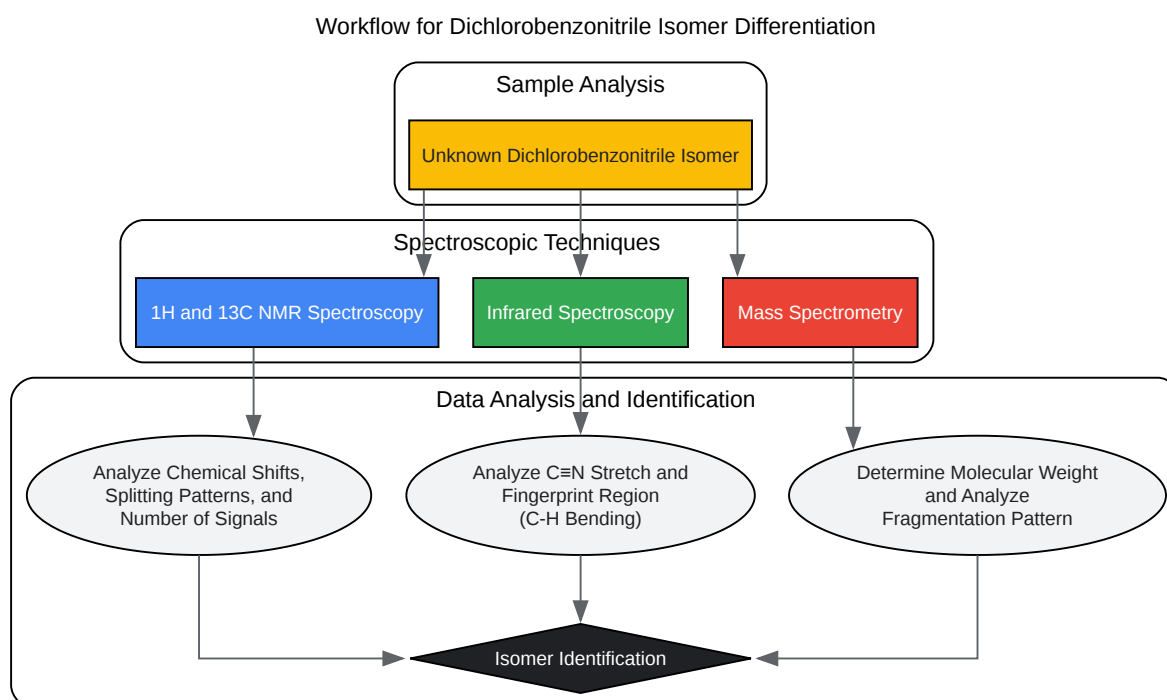 Workflow for Dichlorobenzonitrile Isomer Differentiation
Sample Analysis
Unknown Dichlorobenzonitrile Isomer
Spectroscopic Techniques
1H and 13C NMR Spectroscopy
Infrared Spectroscopy
Mass Spectrometry
Data Analysis and Identification
Analyze Chemical Shifts,
Splitting Patterns, and
Number of Signals
Analyze C≡N Stretch and
Fingerprint Region
(C-H Bending)
Determine Molecular Weight
and Analyze
Fragmentation Pattern
Isomer Identification